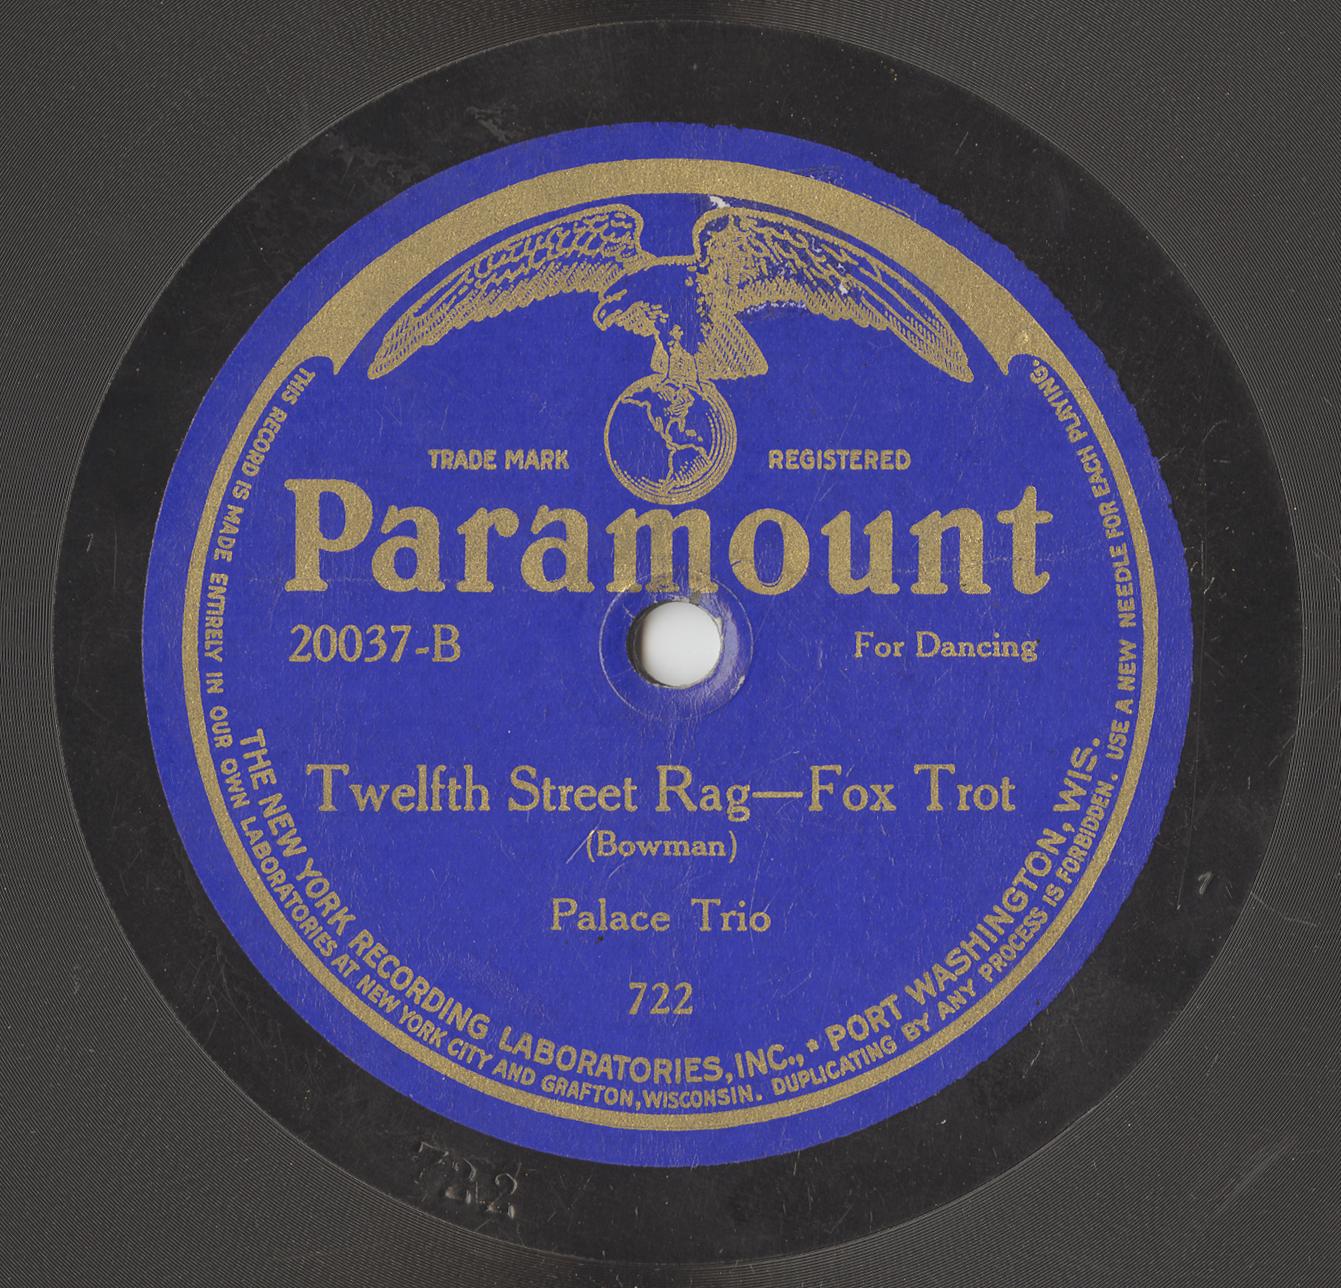 TRADE MARK REGISTERED
Paramount
20037-B For Dancing
Twelfth Street Rag—Fox Trot
(Bowman)
Palace Trio
722
THE NEW YORK RECORDING LABORATORIES, INC., * PORT WASHINGTON, WIS.
THIS RECORD IS MADE ENTIRELY IN OUR OWN LABORATORIES AT NEW YORK CITY AND GRAFTON, WISCONSIN. DUPLICATING BY ANY PROCESS IS FORBIDDEN. USE A NEW NEEDLE FOR EACH PLAYING.
722
1